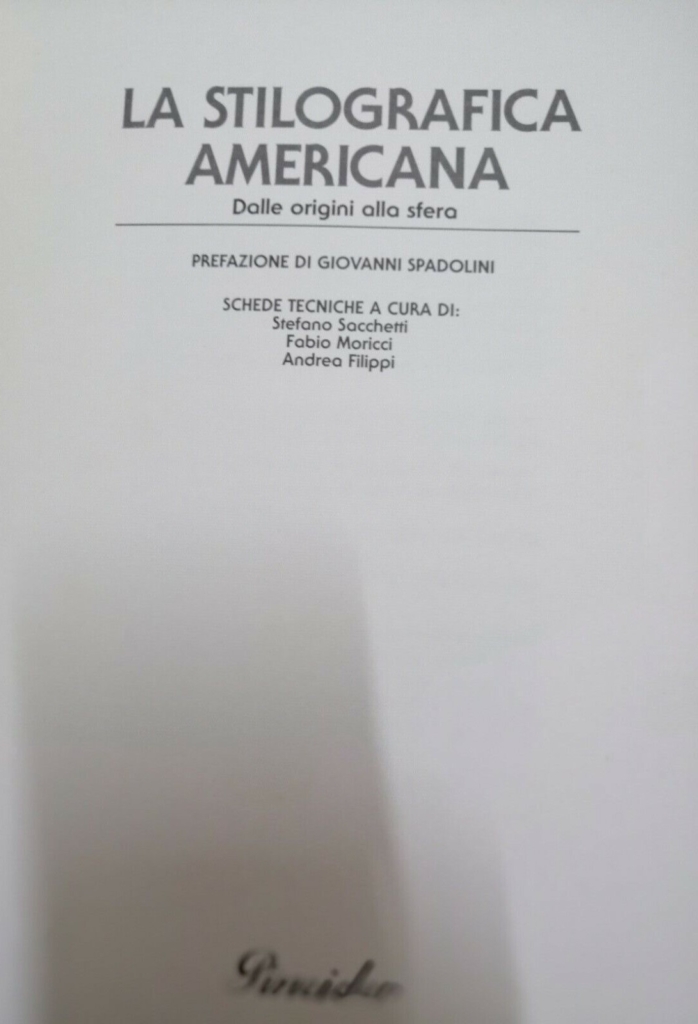 LA STILOGRAFICA
AMERICANA
Dalle origini alla sfera
PREFAZIONE DI GIOVANNI SPADOLINI
SCHEDE TECNICHE A CURA DI:
Stefano Sacchetti
Fabio Moricci
Andrea Filippi
Pineider